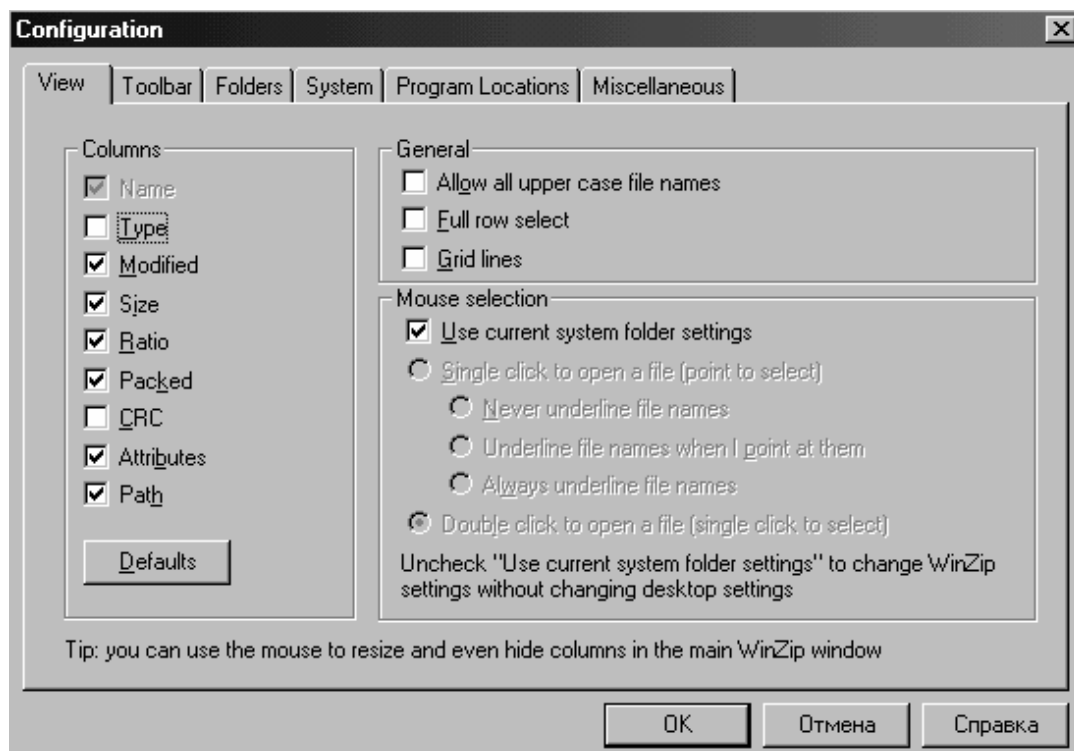 Configuration
View Toolbar Folders System Program Locations Miscellaneous
Columns
Name
Type
Modified
Size
Ratio
Packed
CRC
Attributes
Path
Defaults
General
Allow all upper case file names
Full row select
Grid lines
Mouse selection
Use current system folder settings
Single click to open a file (point to select)
Never underline file names
Underline file names when I point at them
Always underline file names
Double click to open a file (single click to select)
Uncheck "Use current system folder settings" to change WinZip
settings without changing desktop settings
Tip: you can use the mouse to resize and even hide columns in the main WinZip window
OK Отмена Справка